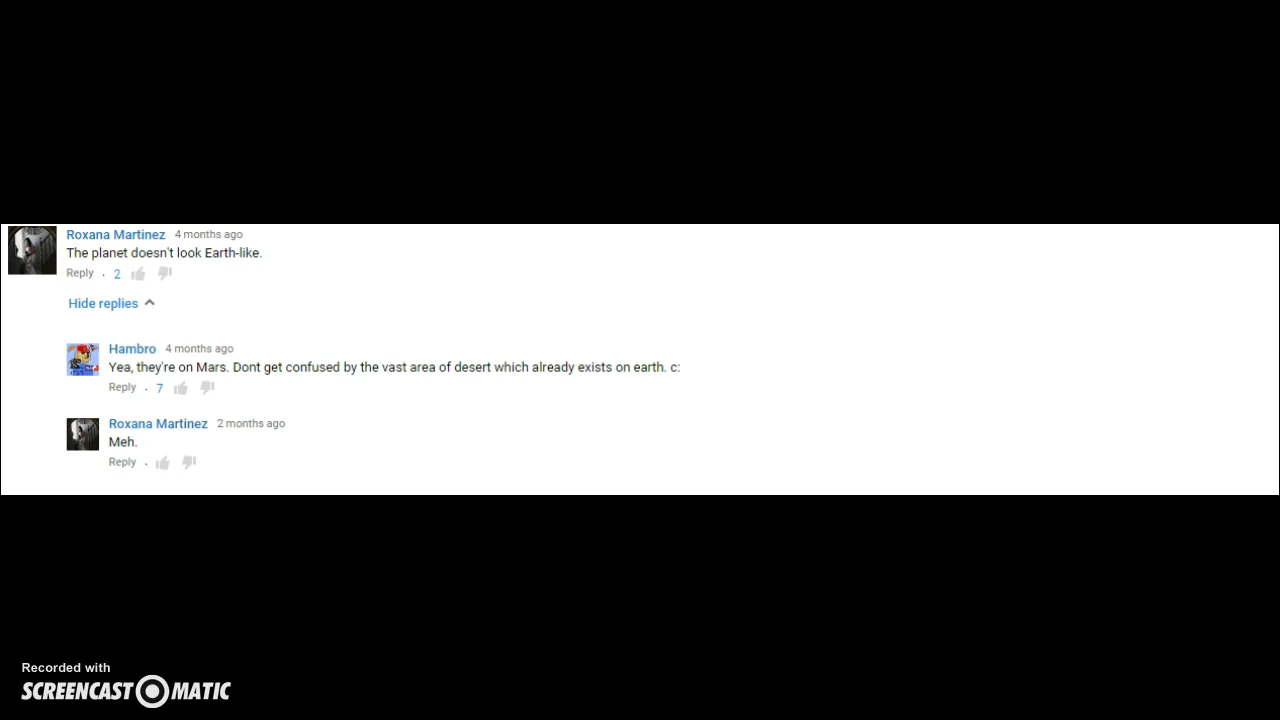 Roxana Martinez 4 months ago
The planet doesn't look Earth-like.
Reply . 2
Hide replies
Hambro 4 months ago
Yea, they're on Mars. Dont get confused by the vast area of desert which already exists on earth. c:
Reply . 7
Roxana Martinez 2 months ago
Meh.
Reply .
Recorded with
SCREENCAST MATIC